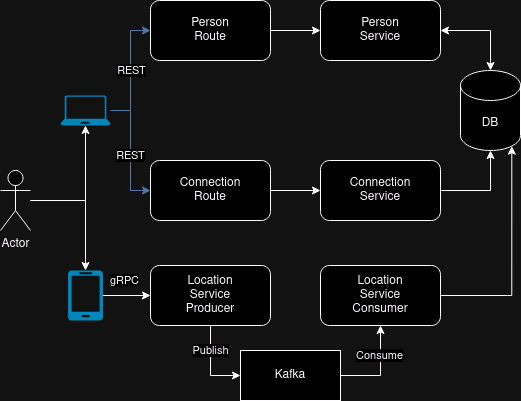 Person
Route
Person
Service
REST
DB
REST
Connection
Route
Connection
Service
Actor
gRPC
Location
Service
Producer
Location
Service
Consumer
Publish
Consume
Kafka